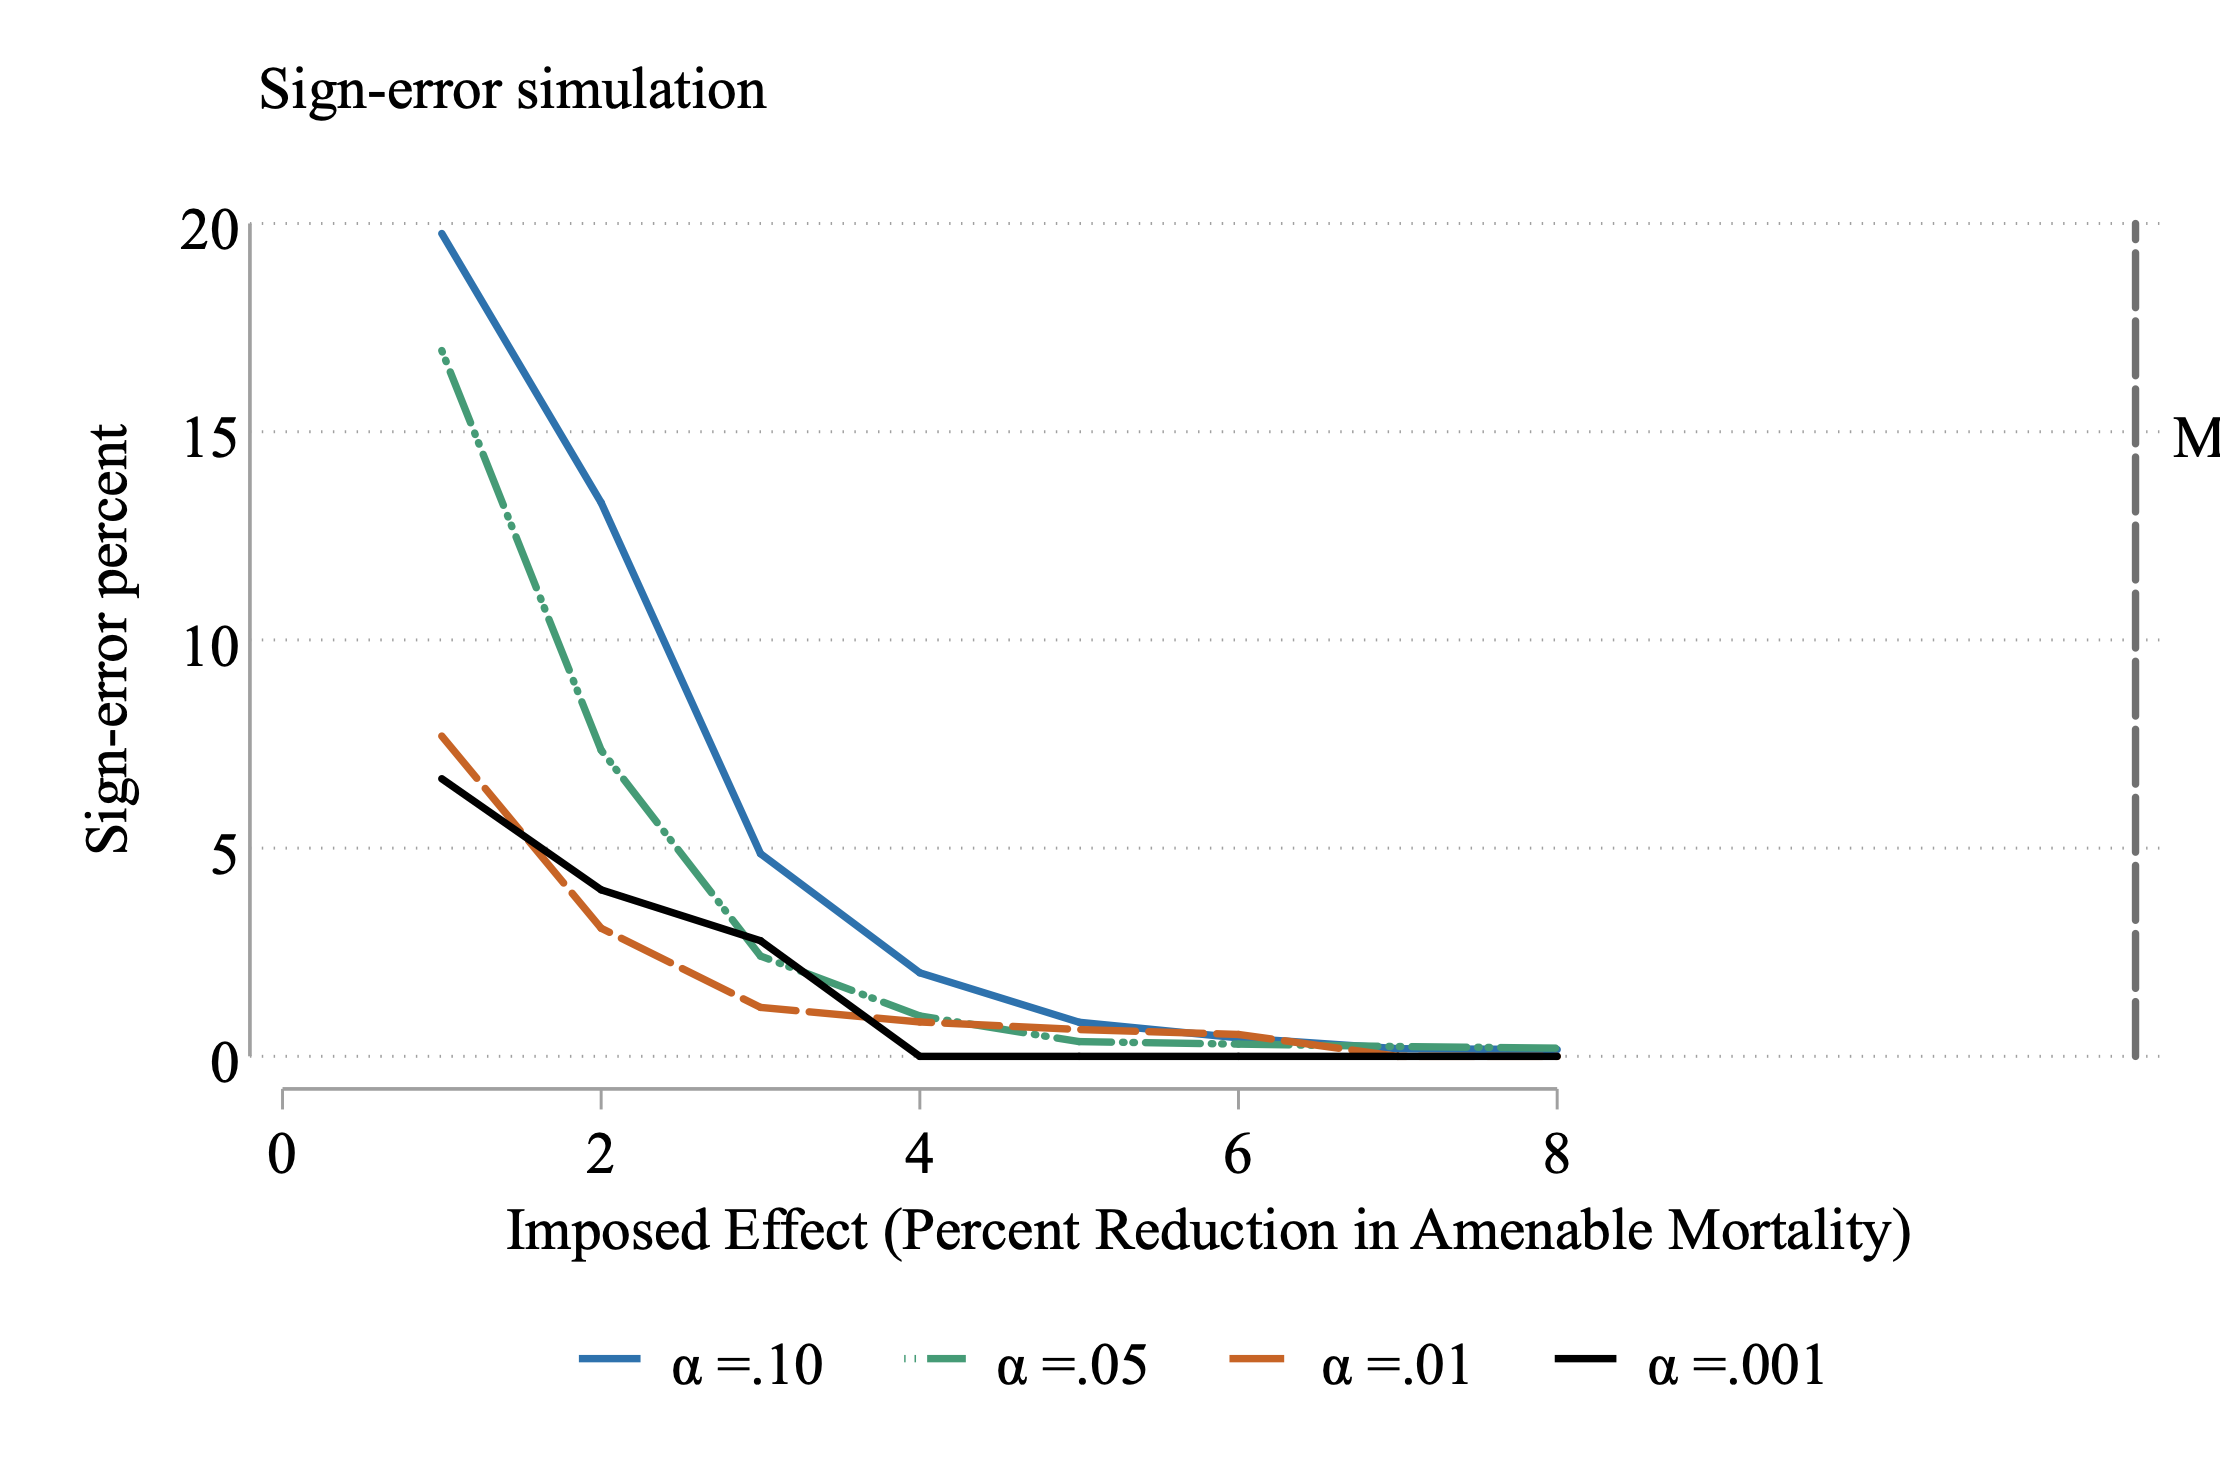 Sign-error simulation
Sign-error percent
20
15
10
5
0
M
0 2 4 6 8
Imposed Effect (Percent Reduction in Amenable Mortality)
α =.10 α =.05 α =.01 α =.001